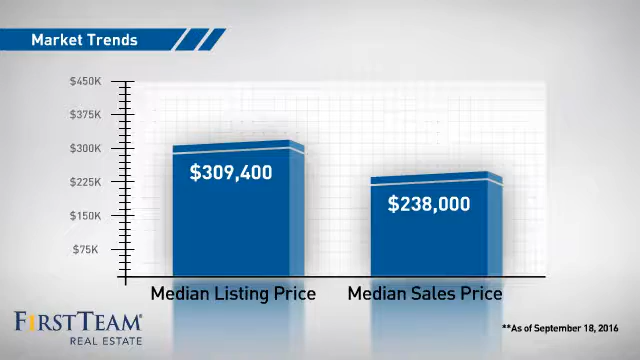 Market Trends
$450K
$375K
$300K
$225K
$150K
$75K
$309,400
$238,000
Median Listing Price
Median Sales Price
FIRSTTEAM®
REAL ESTATE
**As of September 18, 2016